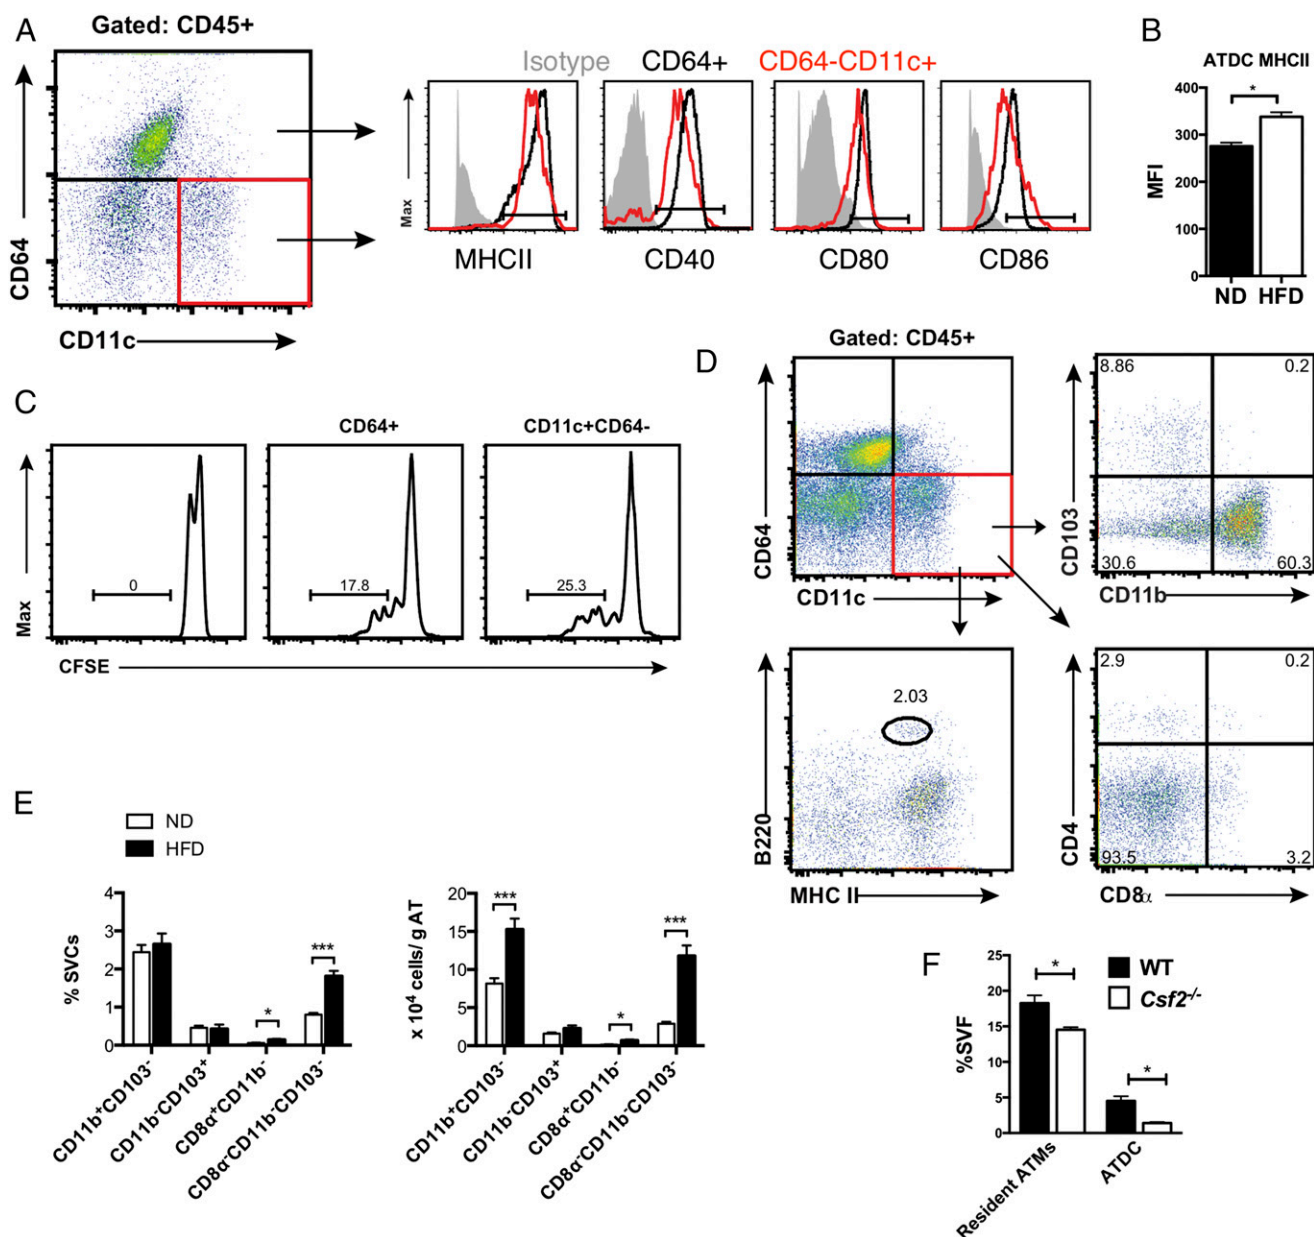 A
Gated: CD45+
CD64
CD11c
Isotype CD64+ CD64-CD11c+
Max
MHCII CD40 CD80 CD86
B
ATDC MHCII
*
400
300
200
100
0
MFI
ND HFD
C
CD64+ CD11c+CD64-
Max
0 17.8 25.3
CFSE
D
Gated: CD45+
CD64
CD11c
8.86 0.2
30.6 60.3
CD103
CD11b
2.03
B220
MHC II
2.9 0.2
93.5 3.2
CD4
CD8α
E
ND
HFD
4
3
2
1
0
% SVCs
*
***
CD11b⁺CD103⁻
CD11b⁻CD103⁺
CD8α⁺CD11b⁻
CD8α⁻CD11b⁻CD103⁻
20
15
10
5
0
x 10⁴ cells/ g AT
***
*
***
CD11b⁺CD103⁻
CD11b⁻CD103⁺
CD8α⁺CD11b⁻
CD8α⁻CD11b⁻CD103⁻
F
WT
Csf2⁻/⁻
25
20
15
10
5
0
%SVF
*
*
Resident ATMs
ATDC